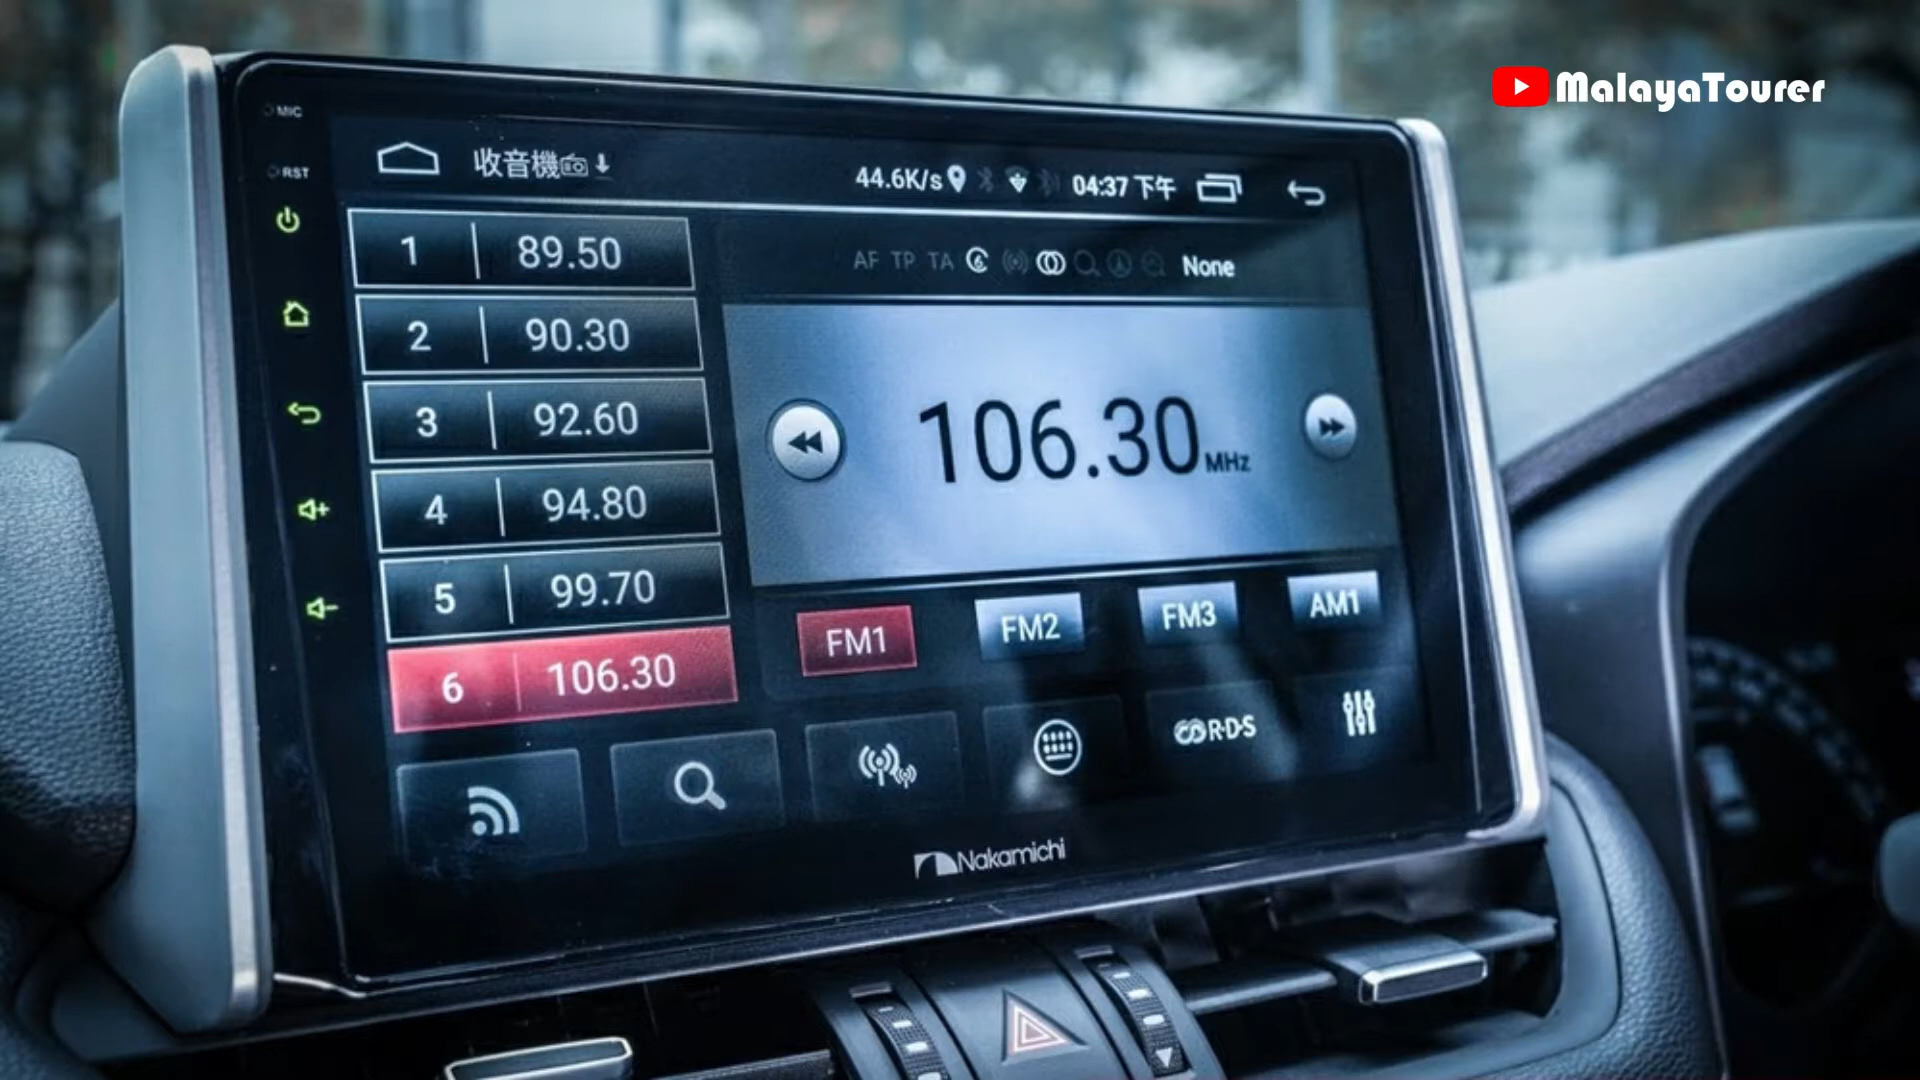 MalayaTourer
MIC
RST
收音機
44.6K/s
04:37 下午
1 89.50
2 90.30
3 92.60
4 94.80
5 99.70
6 106.30
AF TP TA None
106.30 MHz
FM1 FM2 FM3 AM1
R·D·S
Nakamichi